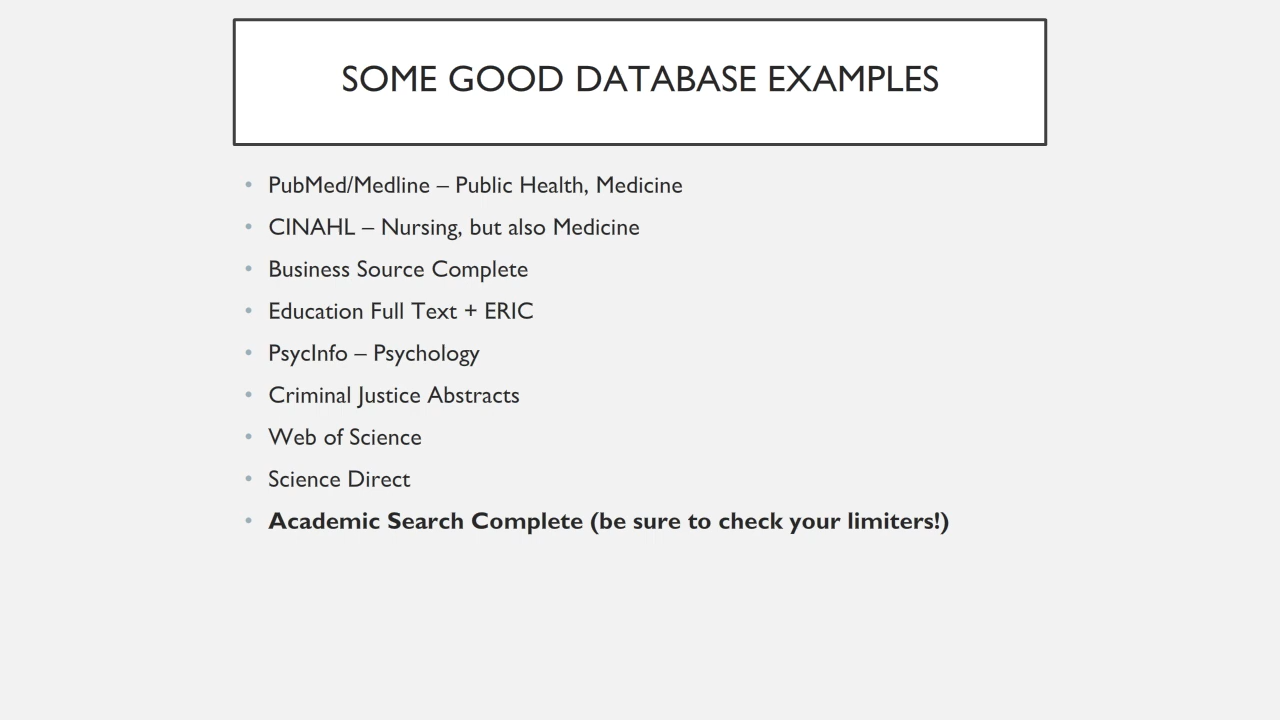 SOME GOOD DATABASE EXAMPLES
• PubMed/Medline – Public Health, Medicine
• CINAHL – Nursing, but also Medicine
• Business Source Complete
• Education Full Text + ERIC
• PsycInfo – Psychology
• Criminal Justice Abstracts
• Web of Science
• Science Direct
• Academic Search Complete (be sure to check your limiters!)